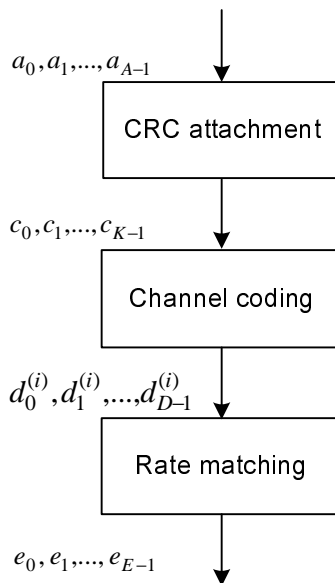 a_0, a_1, ..., a_{A-1}
CRC attachment
c_0, c_1, ..., c_{K-1}
Channel coding
d_0^{(i)}, d_1^{(i)}, ..., d_{D-1}^{(i)}
Rate matching
e_0, e_1, ..., e_{E-1}